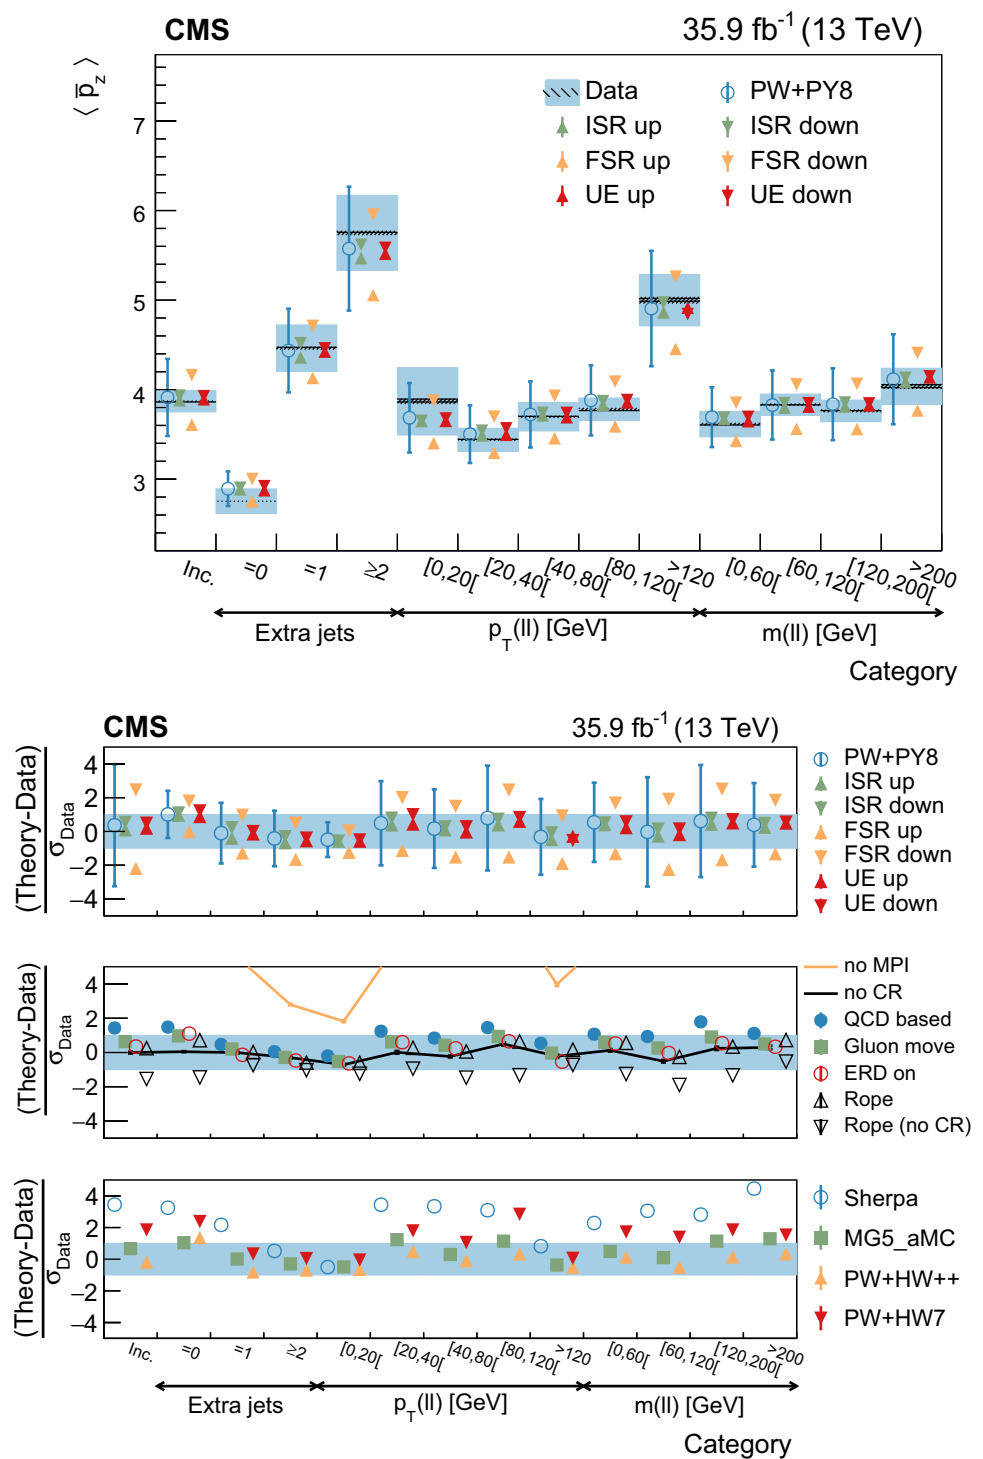 CMS 35.9 fb⁻¹ (13 TeV)
⟨ p̄_z ⟩
Data PW+PY8
ISR up ISR down
FSR up FSR down
UE up UE down
7
6
5
4
3
Inc. =0 =1 ≥2 [0,20[ [20,40[ [40,80[ [80,120[ >120 [0,60[ [60,120[ [120,200[ >200
Extra jets p_T(ll) [GeV] m(ll) [GeV]
Category
CMS 35.9 fb⁻¹ (13 TeV)
(Theory-Data)
σ_Data
4
2
0
−2
−4
PW+PY8
ISR up
ISR down
FSR up
FSR down
UE up
UE down
(Theory-Data)
σ_Data
4
2
0
−2
−4
no MPI
no CR
QCD based
Gluon move
ERD on
Rope
Rope (no CR)
(Theory-Data)
σ_Data
4
2
0
−2
−4
Sherpa
MG5_aMC
PW+HW++
PW+HW7
Inc. =0 =1 ≥2 [0,20[ [20,40[ [40,80[ [80,120[ >120 [0,60[ [60,120[ [120,200[ >200
Extra jets p_T(ll) [GeV] m(ll) [GeV]
Category